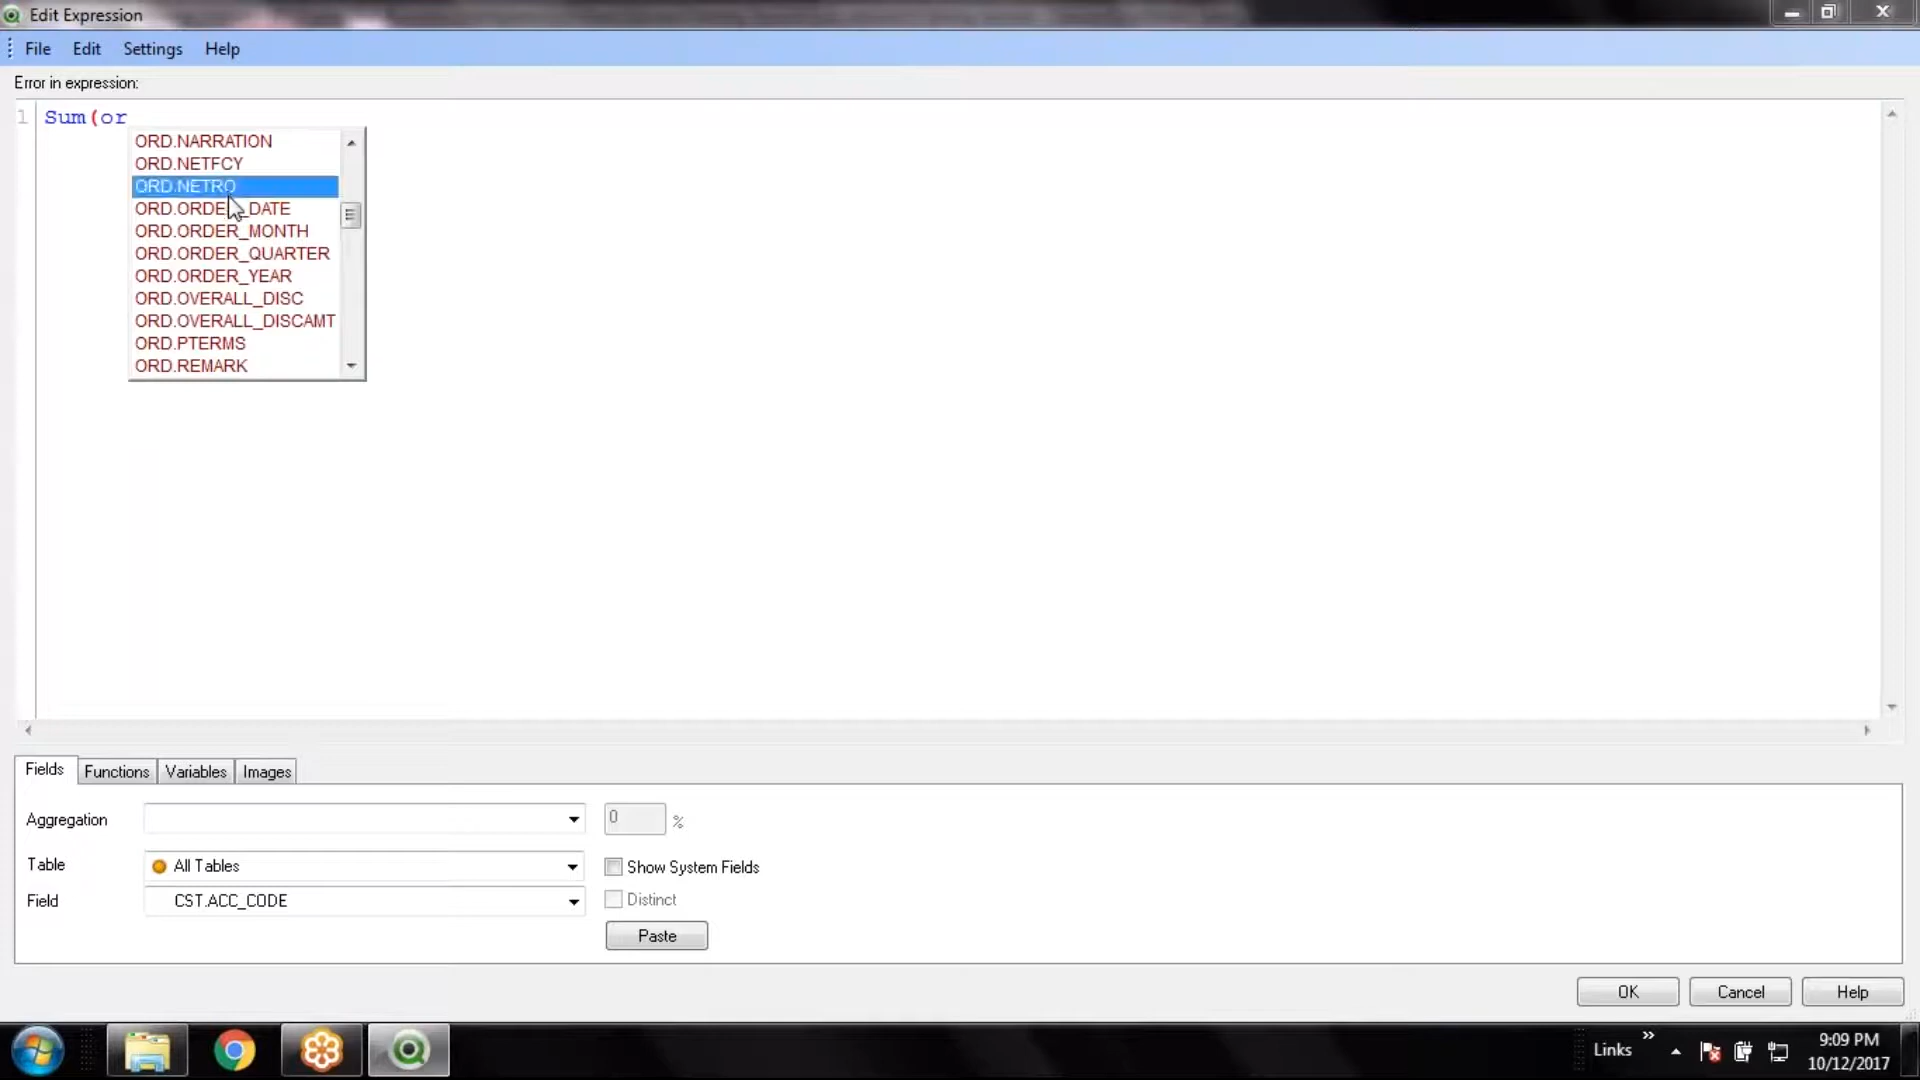 Edit Expression
File Edit Settings Help
Error in expression:
1 Sum(or
ORD.NARRATION
ORD.NETFCY
ORD.NETRO
ORD.ORDER_DATE
ORD.ORDER_MONTH
ORD.ORDER_QUARTER
ORD.ORDER_YEAR
ORD.OVERALL_DISC
ORD.OVERALL_DISCAMT
ORD.PTERMS
ORD.REMARK
Fields Functions Variables Images
Aggregation 0 %
Table All Tables Show System Fields
Field CST.ACC_CODE Distinct
Paste
OK Cancel Help
Links » 9:09 PM
10/12/2017